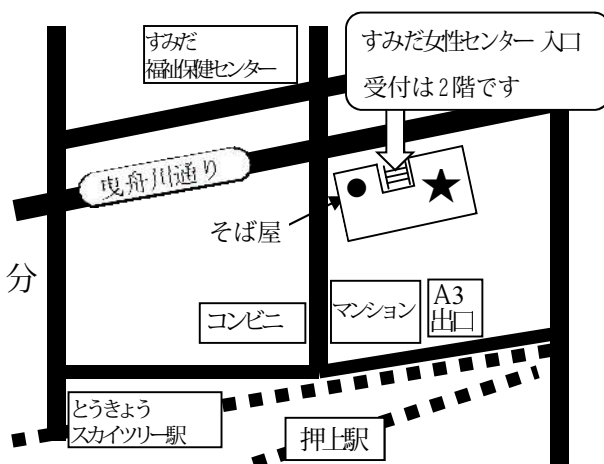 すみだ
福祉保健センター
すみだ女性センター 入口
受付は2階です
曳舟川通り
そば屋
分
コンビニ
マンション
A3
出口
とうきょう
スカイツリー駅
押上駅